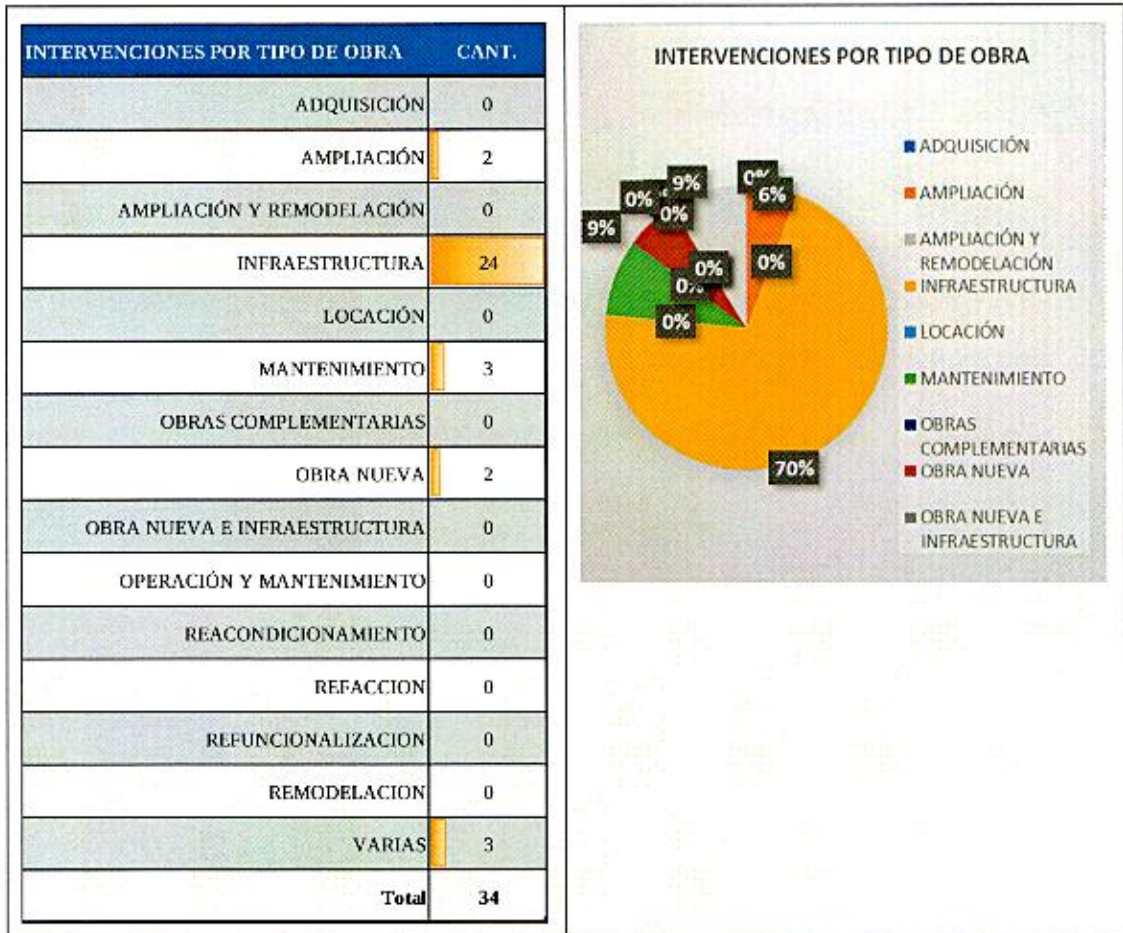 INTERVENCIONES POR TIPO DE OBRA CANT.
ADQUISICIÓN 0
AMPLIACIÓN 2
AMPLIACIÓN Y REMODELACIÓN 0
INFRAESTRUCTURA 24
LOCACIÓN 0
MANTENIMIENTO 3
OBRAS COMPLEMENTARIAS 0
OBRA NUEVA 2
OBRA NUEVA E INFRAESTRUCTURA 0
OPERACIÓN Y MANTENIMIENTO 0
REACONDICIONAMIENTO 0
REFACCION 0
REFUNCIONALIZACION 0
REMODELACION 0
VARIAS 3
Total 34
INTERVENCIONES POR TIPO DE OBRA
9%
0%
0%
6%
0%
9%
0%
0%
0%
0%
70%
ADQUISICIÓN
AMPLIACIÓN
AMPLIACIÓN Y
REMODELACIÓN
INFRAESTRUCTURA
LOCACIÓN
MANTENIMIENTO
OBRAS
COMPLEMENTARIAS
OBRA NUEVA
OBRA NUEVA E
INFRAESTRUCTURA